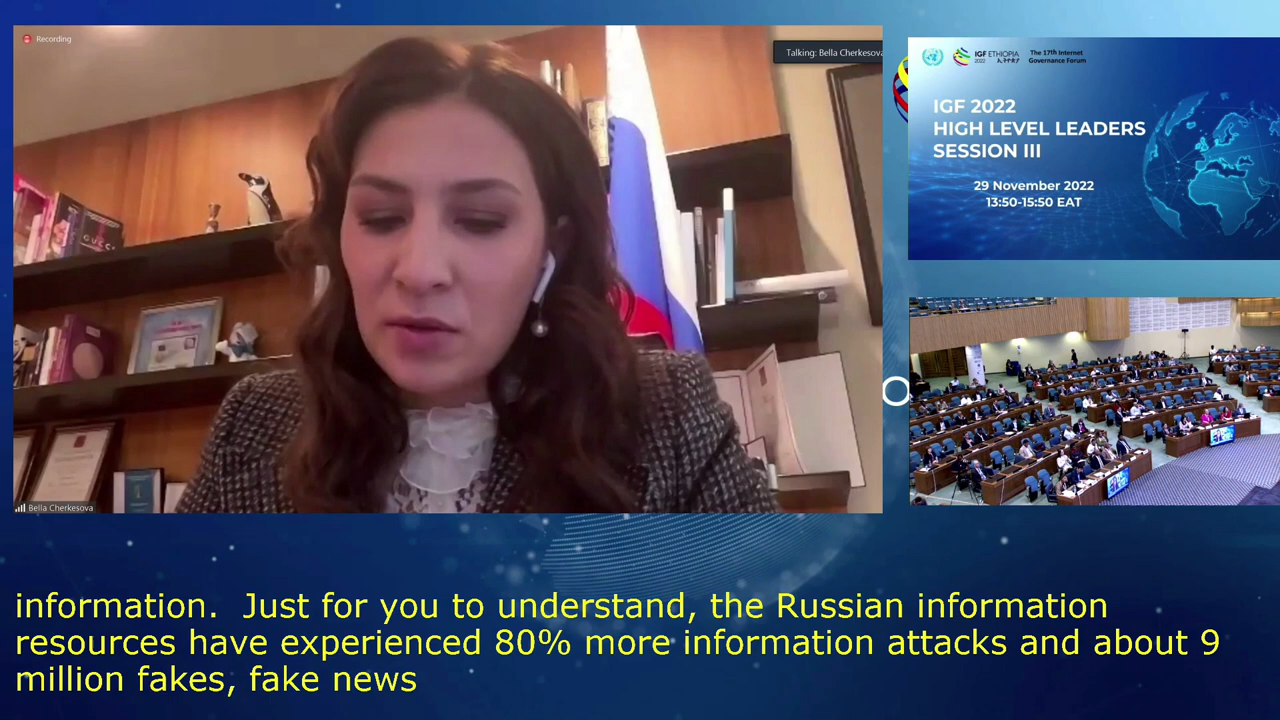 Recording
Talking: Bella Cherkesova
GUCCI
Bella Cherkesova
IGF ETHIOPIA
2022 ኢትዮጵያ
The 17th Internet
Governance Forum
IGF 2022
HIGH LEVEL LEADERS
SESSION III
29 November 2022
13:50-15:50 EAT
O
information. Just for you to understand, the Russian information
resources have experienced 80% more information attacks and about 9
million fakes, fake news